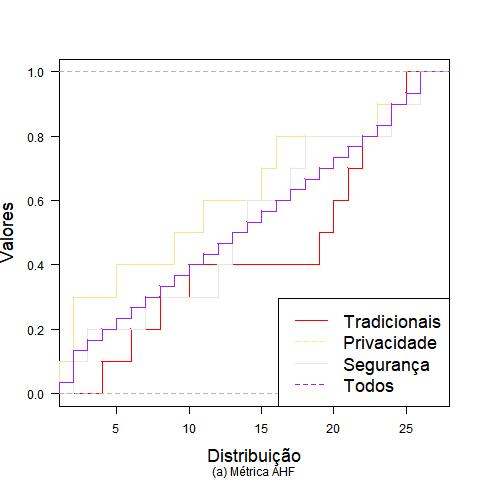 1.0
0.8
0.6
0.4
0.2
0.0
Valores
5 10 15 20 25
Tradicionais
Privacidade
Segurança
Todos
Distribuição
(a) Métrica AHF